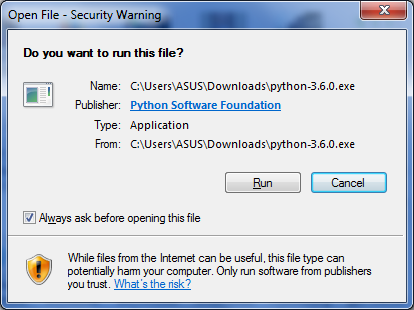 Open File - Security Warning
Do you want to run this file?
Name: C:\Users\ASUS\Downloads\python-3.6.0.exe
Publisher: Python Software Foundation
Type: Application
From: C:\Users\ASUS\Downloads\python-3.6.0.exe
Run Cancel
Always ask before opening this file
While files from the Internet can be useful, this file type can
potentially harm your computer. Only run software from publishers
you trust. What's the risk?